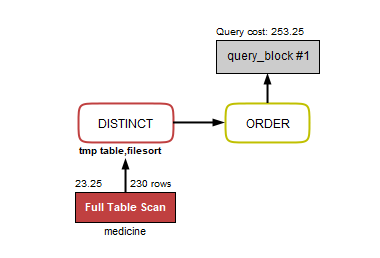 Query cost: 253.25
query_block #1
DISTINCT
ORDER
tmp table,filesort
23.25 230 rows
Full Table Scan
medicine